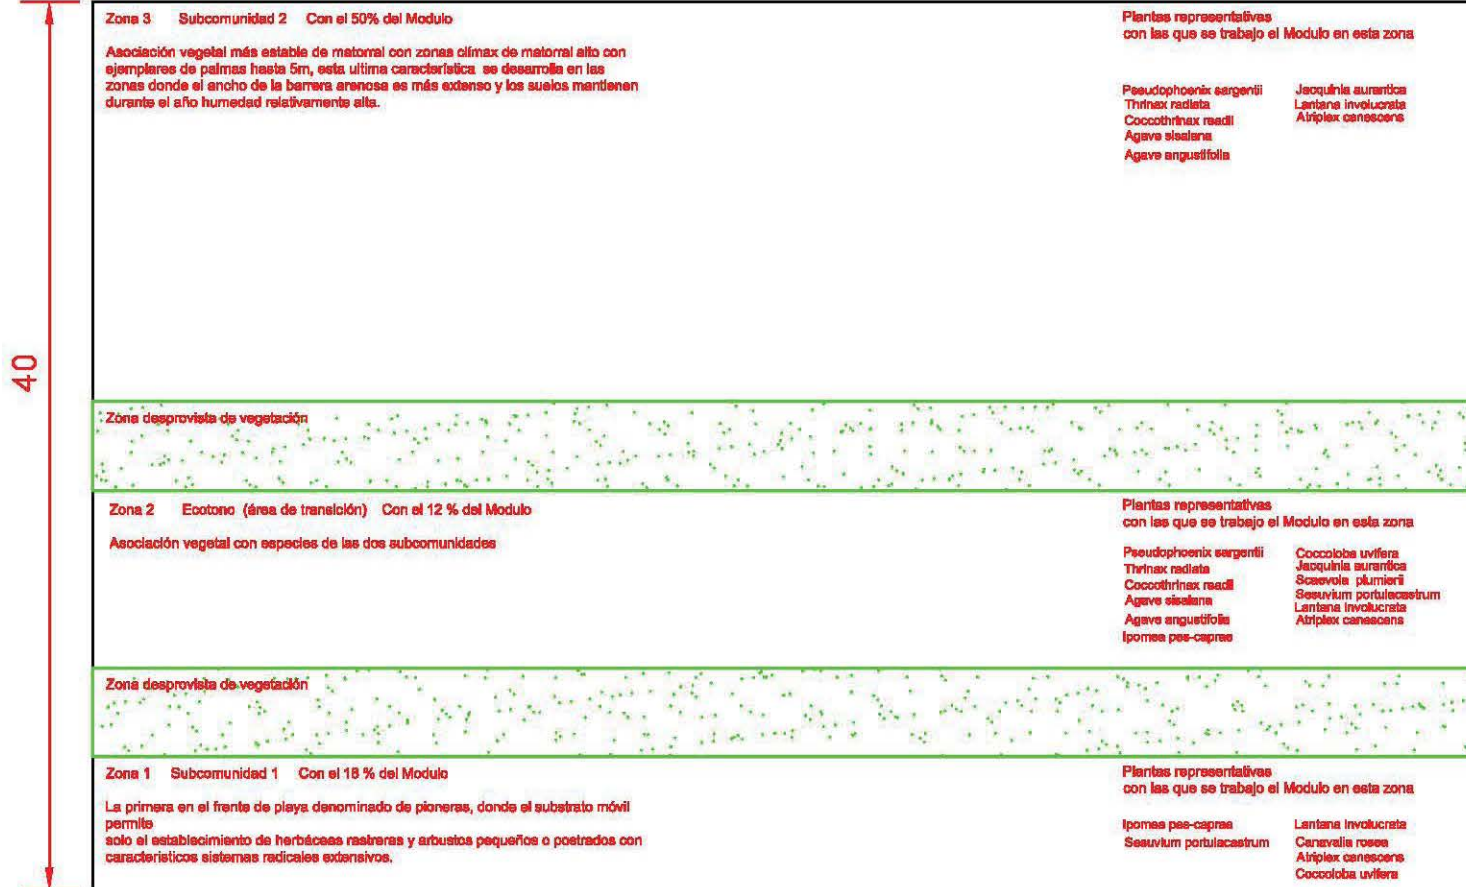 40
Zona 3 Subcomunidad 2 Con el 50% del Modulo
Asociación vegetal más estable de matorral con zonas clímax de matorral alto con
ejemplares de palmas hasta 5m, esta ultima característica se desarrolla en las
zonas donde el ancho de la barrera arenosa es más extenso y los suelos mantienen
durante el año humedad relativamente alta.
Plantas representativas
con las que se trabajo el Modulo en esta zona
Pseudophoenix sargentii
Thrinax radiata
Coccothrinax readii
Agave sisalana
Agave angustifolia
Jacquinia aurantica
Lantana involucrata
Atriplex canescens
Zona desprovista de vegetación
Zona 2 Ecotono (área de transición) Con el 12 % del Modulo
Asociación vegetal con especies de las dos subcomunidades
Plantas representativas
con las que se trabajo el Modulo en esta zona
Pseudophoenix sargentii
Thrinax radiata
Coccothrinax readii
Agave sisalana
Agave angustifolia
Ipomea pes-caprae
Coccoloba uvifera
Jacquinia aurantica
Scaevola plumierii
Sesuvium portulacastrum
Lantana involucrata
Atriplex canescens
Zona desprovista de vegetación
Zona 1 Subcomunidad 1 Con el 18 % del Modulo
La primera en el frente de playa denominado de pioneras, donde el substrato móvil
permite
solo el establecimiento de herbáceas rastreras y arbustos pequeños o postrados con
caracteristicos sistemas radicales extensivos.
Plantas representativas
con las que se trabajo el Modulo en esta zona
Ipomea pes-caprae
Sesuvium portulacastrum
Lantana involucrata
Canavalia rosea
Atriplex canescens
Coccoloba uvifera